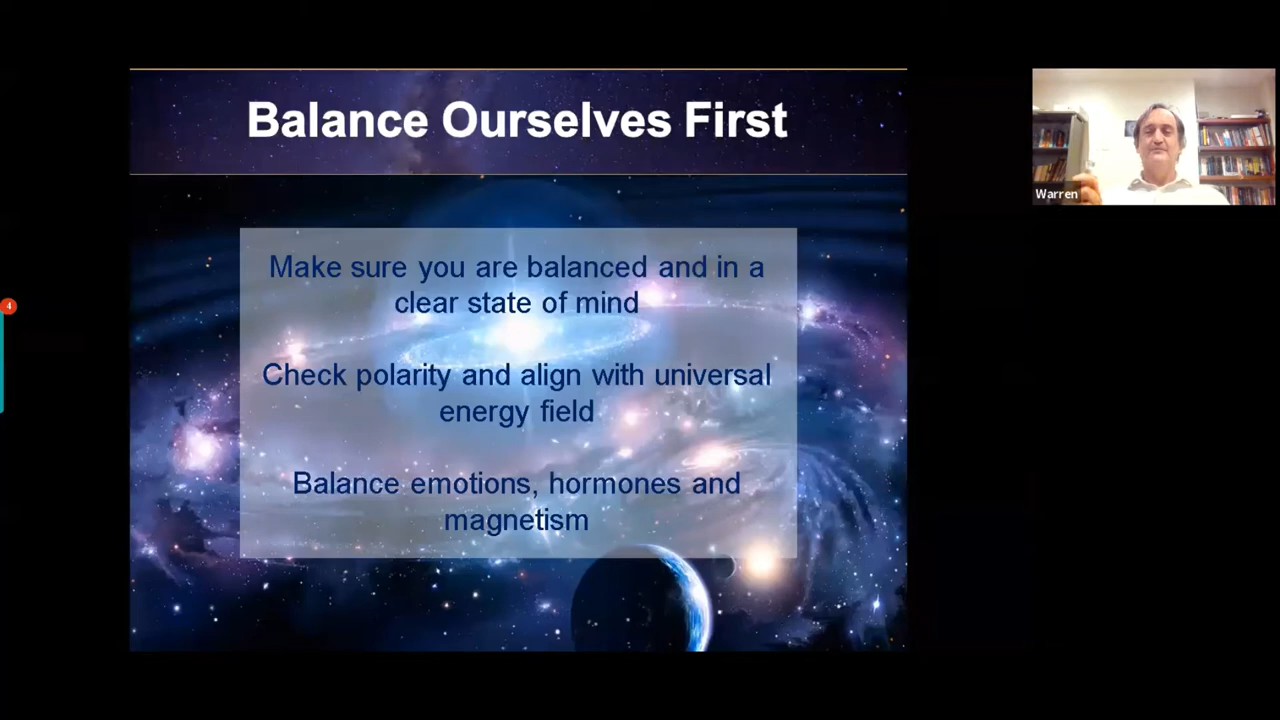 Balance Ourselves First
Make sure you are balanced and in a
clear state of mind
Check polarity and align with universal
energy field
Balance emotions, hormones and
magnetism
Warren
4